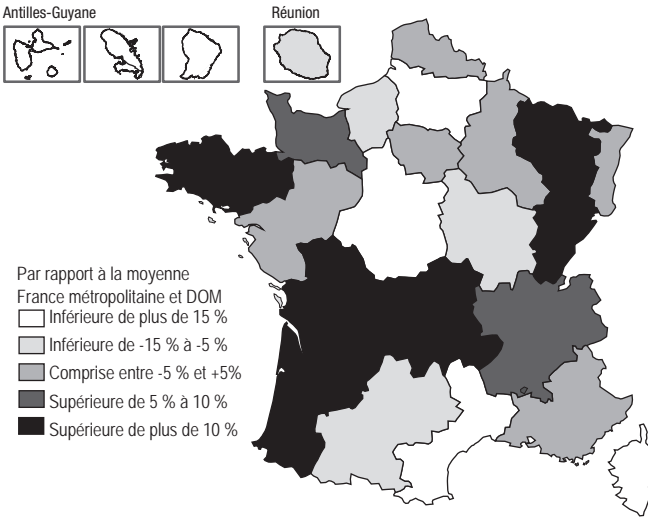 Antilles-Guyane
Réunion
Par rapport à la moyenne
France métropolitaine et DOM
Inférieure de plus de 15 %
Inférieure de -15 % à -5 %
Comprise entre -5 % et +5%
Supérieure de 5 % à 10 %
Supérieure de plus de 10 %